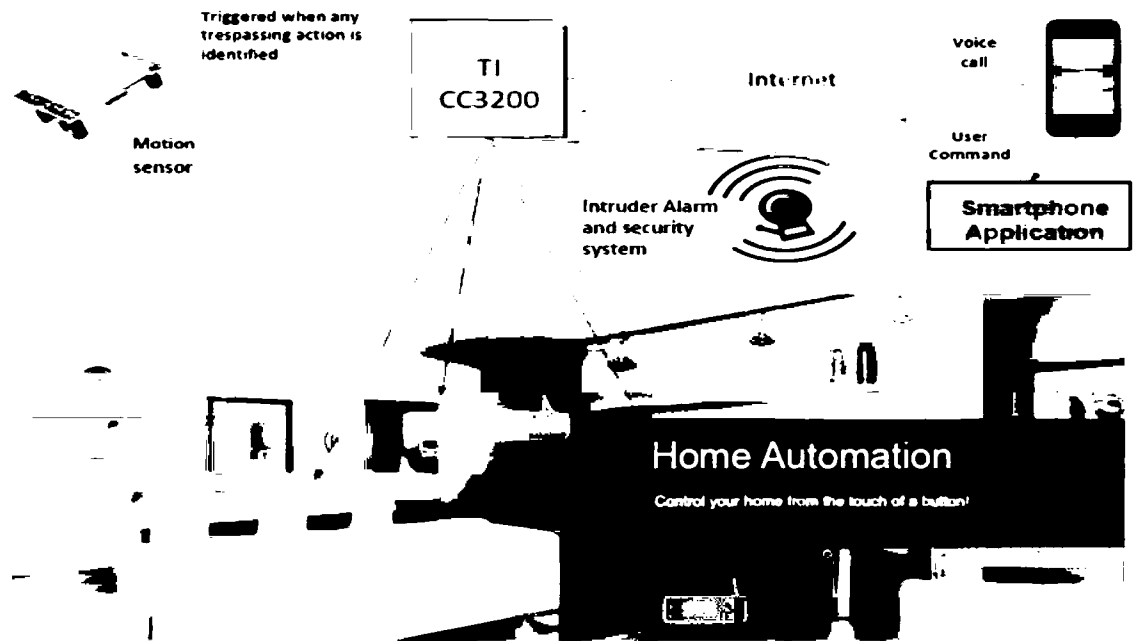 Triggered when any
trespassing action is
identified
Motion
sensor
TI
CC3200
Internet
Voice
call
User
Command
Intruder Alarm
and security
system
Smartphone
Application
Home Automation
Control your home from the touch of a button!